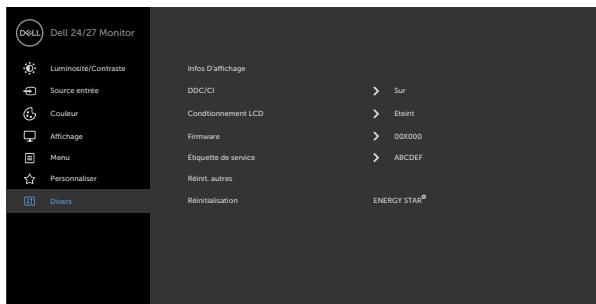 DELL Dell 24/27 Monitor
Luminosité/Contraste Infos D'affichage
Source entrée DDC/CI Sur
Couleur Condtionnement LCD Eteint
Affichage Firmware 00X000
Menu Étiquette de service ABCDEF
Personnaliser Réinit. autres
Divers Réinitialisation ENERGY STAR®